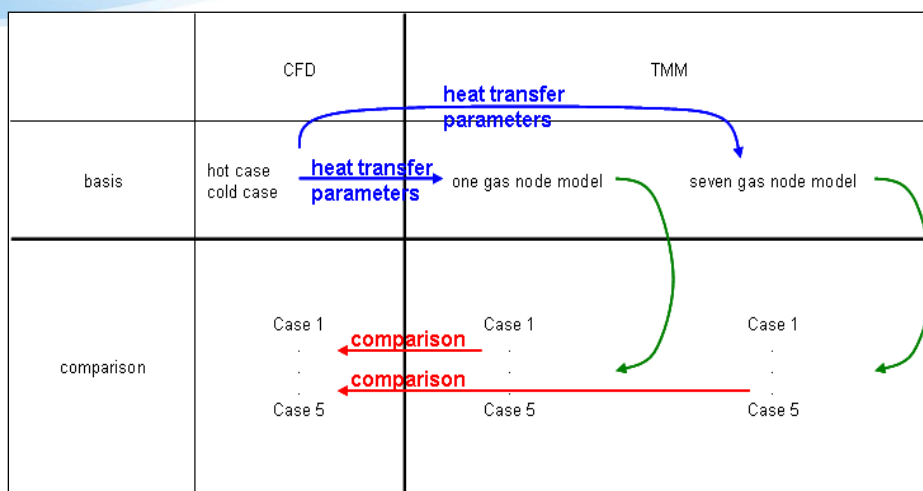 CFD
TMM
heat transfer
parameters
basis
hot case
cold case
heat transfer
parameters
one gas node model
seven gas node model
comparison
Case 1
.
.
.
Case 5
comparison
comparison
Case 1
.
.
.
Case 5
Case 1
.
.
.
Case 5